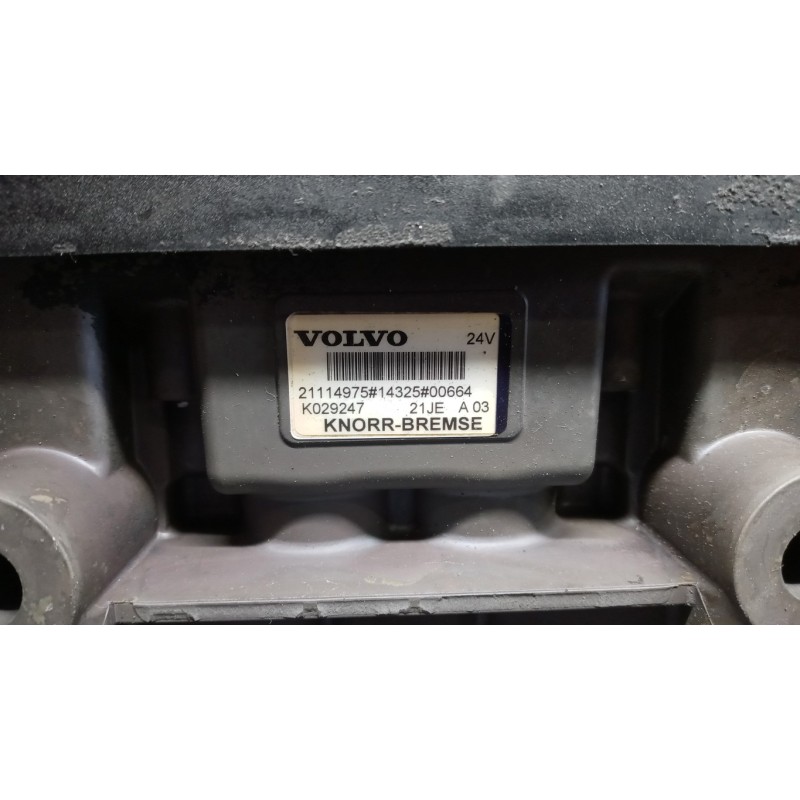 VOLVO 24V
21114975#14325#00664
K029247 21JE A 03
KNORR-BREMSE